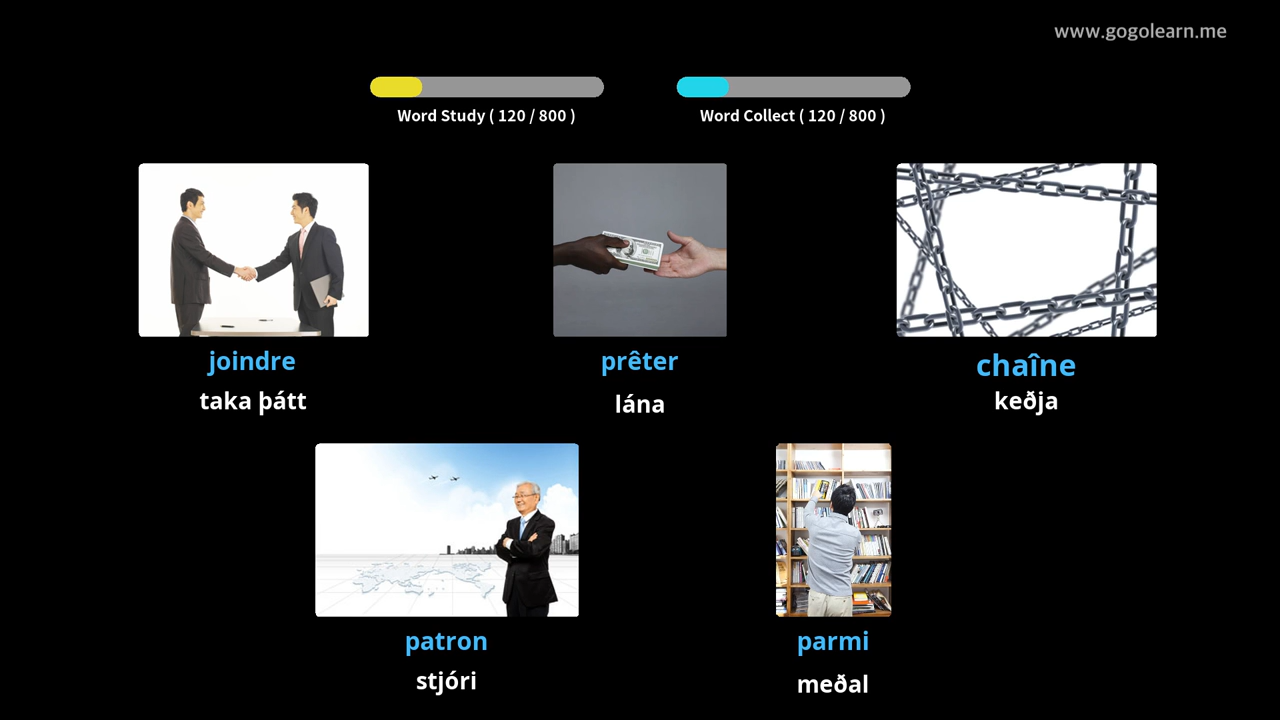 www.gogolearn.me
Word Study ( 120 / 800 )
Word Collect ( 120 / 800 )
joindre
taka þátt
prêter
lána
chaîne
keðja
patron
stjóri
parmi
meðal